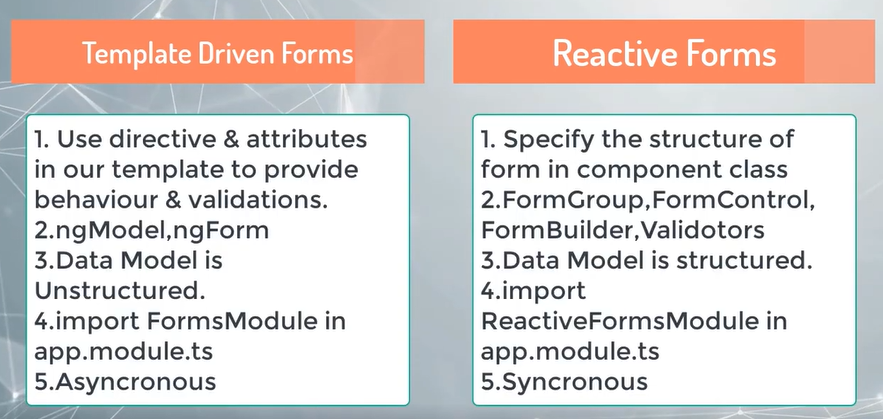 Template Driven Forms
1. Use directive & attributes
in our template to provide
behaviour & validations.
2.ngModel,ngForm
3.Data Model is
Unstructured.
4.import FormsModule in
app.module.ts
5.Asyncronous
Reactive Forms
1. Specify the structure of
form in component class
2.FormGroup,FormControl,
FormBuilder,Validotors
3.Data Model is structured.
4.import
ReactiveFormsModule in
app.module.ts
5.Syncronous